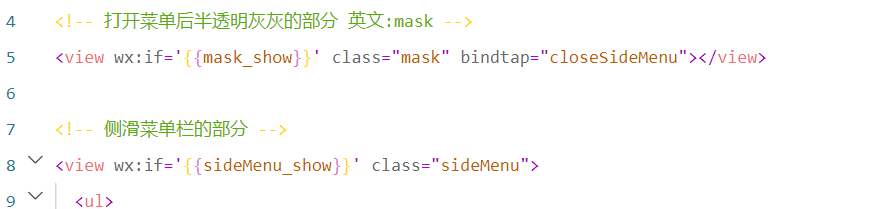 4 <!-- 打开菜单后半透明灰灰的部分 英文:mask -->
5 <view wx:if='{{mask_show}}' class="mask" bindtap="closeSideMenu"></view>
6
7 <!-- 侧滑菜单栏的部分 -->
8 <view wx:if='{{sideMenu_show}}' class="sideMenu">
9 <ul>